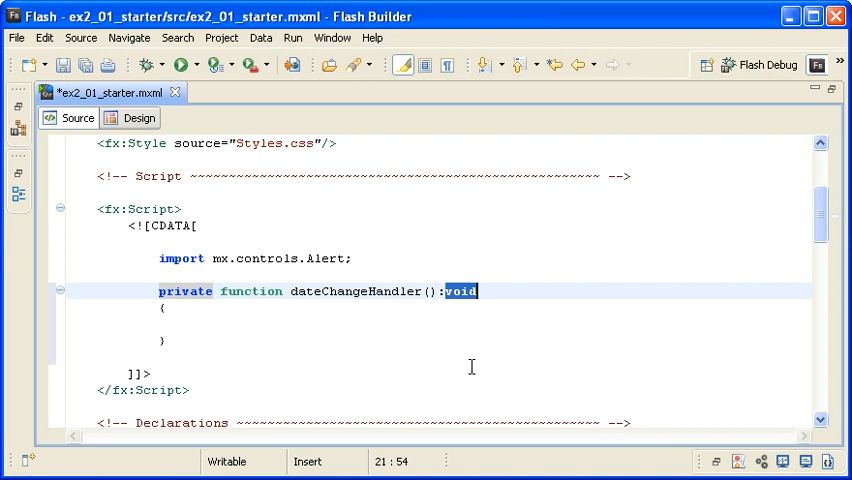 Flash - ex2_01_starter/src/ex2_01_starter.mxml - Flash Builder
File Edit Source Navigate Search Project Data Run Window Help
Flash Debug
*ex2_01_starter.mxml
Source Design
<fx:Style source="Styles.css"/>
<!-- Script ~~~~~~~~~~~~~~~~~~~~~~~~~~~~~~~~~~~~~~~~~~~~~~~~~~~~~ -->
<fx:Script>
<![CDATA[
import mx.controls.Alert;
private function dateChangeHandler():void
{
}
]]>
</fx:Script>
<!-- Declarations ~~~~~~~~~~~~~~~~~~~~~~~~~~~~~~~~~~~~~~~~~~~~~~~ -->
Writable Insert 21 : 54